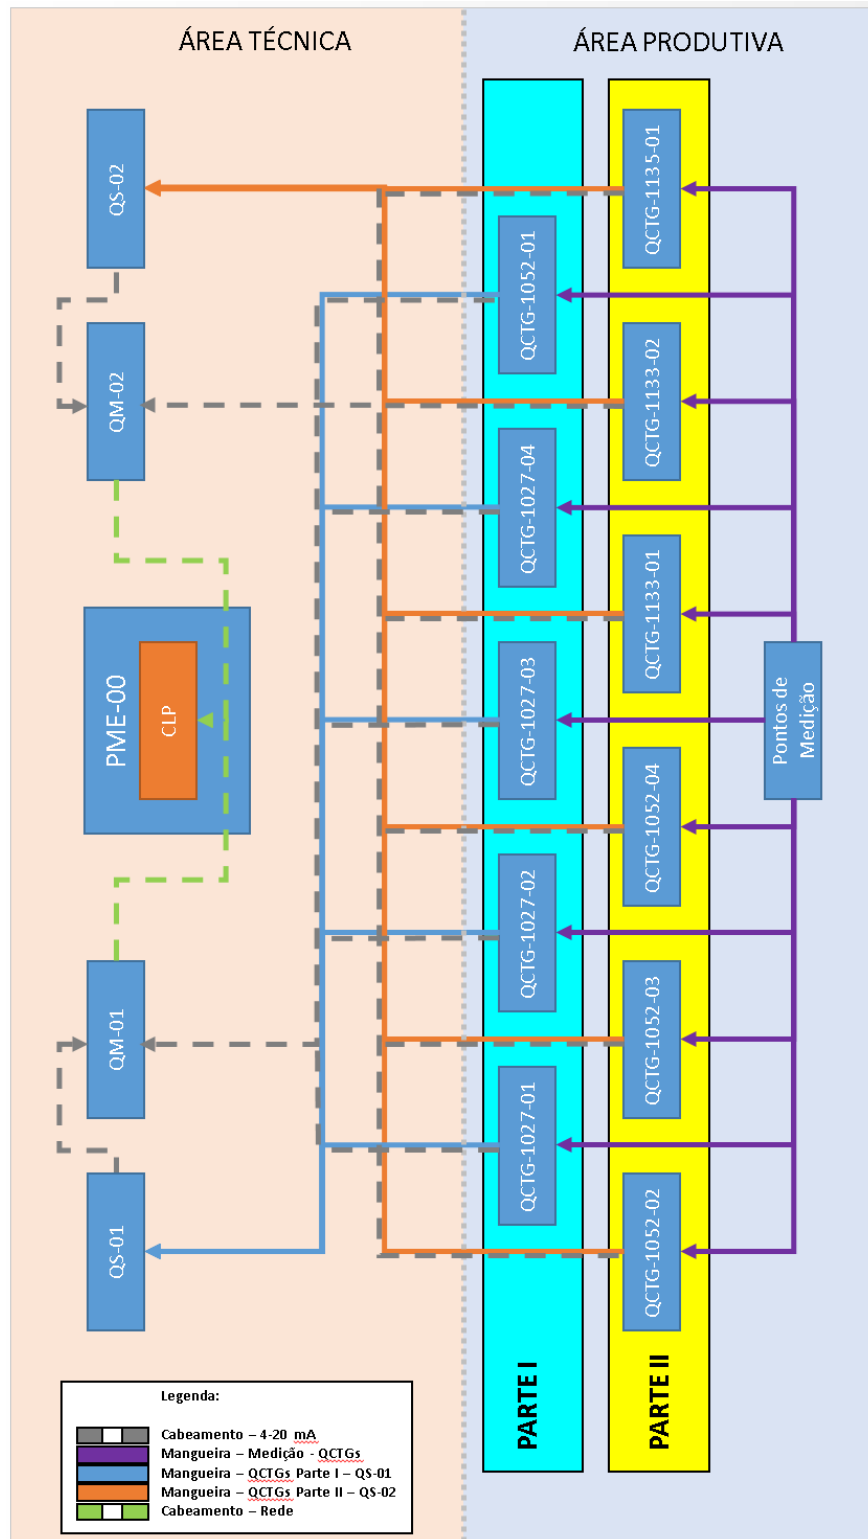 ÁREA TÉCNICA
ÁREA PRODUTIVA
QS-02
QM-02
PME-00
CLP
QM-01
QS-01
QCTG-1052-01
QCTG-1027-04
QCTG-1027-03
QCTG-1027-02
QCTG-1027-01
PARTE I
QCTG-1135-01
QCTG-1133-02
QCTG-1133-01
QCTG-1052-04
QCTG-1052-03
QCTG-1052-02
PARTE II
Pontos de
Medição
Legenda:
Cabeamento – 4-20 mA
Mangueira – Medição - QCTGs
Mangueira – QCTGs Parte I – QS-01
Mangueira – QCTGs Parte II – QS-02
Cabeamento – Rede